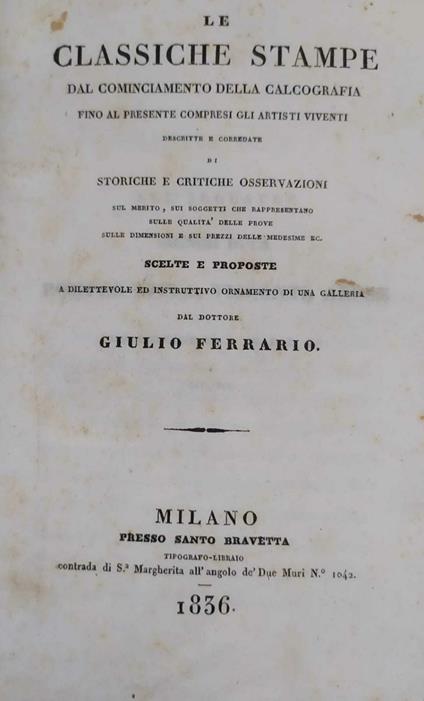 LE
CLASSICHE STAMPE
DAL COMINCIAMENTO DELLA CALCOGRAFIA
FINO AL PRESENTE COMPRESI GLI ARTISTI VIVENTI
DESCRITTE E CORREDATE
DI
STORICHE E CRITICHE OSSERVAZIONI
SUL MERITO, SUI SOGGETTI CHE RAPPRESENTANO
SULLE QUALITA' DELLE PROVE
SULLE DIMENSIONI E SUI PREZZI DELLE MEDESIME EC.
SCELTE E PROPOSTE
A DILETTEVOLE ED INSTRUTTIVO ORNAMENTO DI UNA GALLERIA
DAL DOTTORE
GIULIO FERRARIO.
MILANO
PRESSO SANTO BRAVETTA
TIPOGRAFO-LIBRAIO
contrada di S.ª Margherita all'angolo de' Due Muri N.º 1042.
1836.